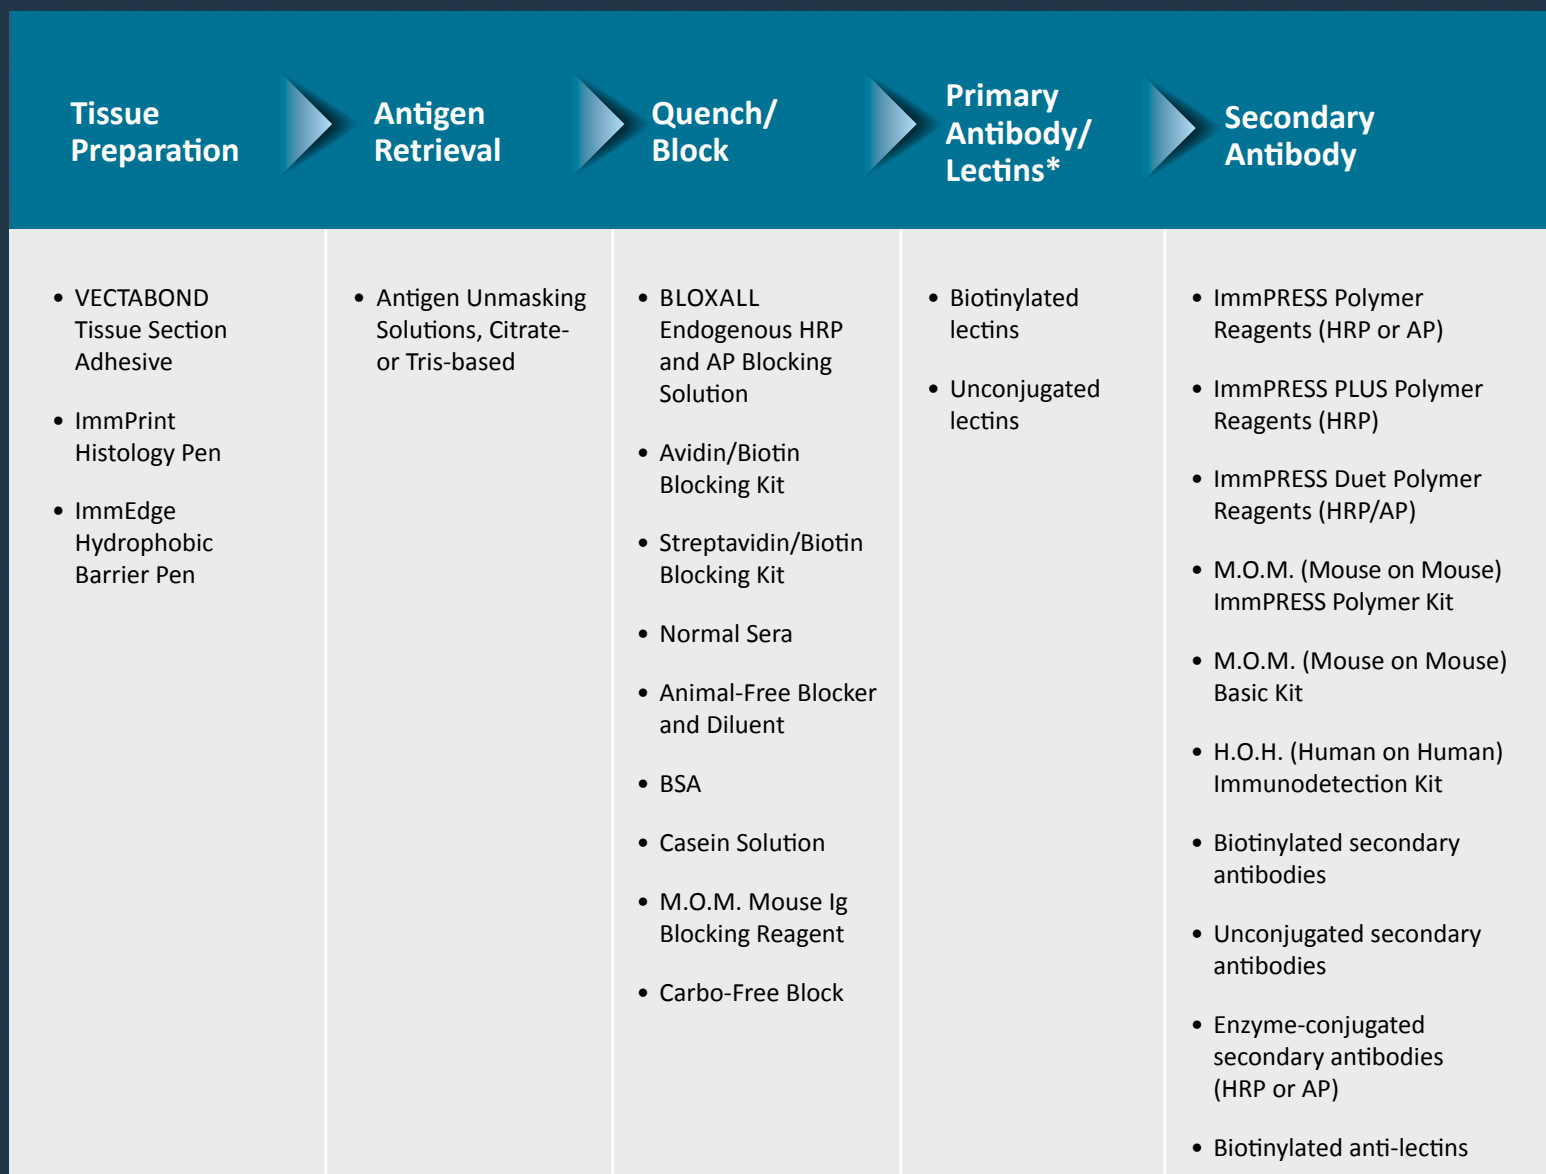 Tissue
Preparation
Antigen
Retrieval
Quench/
Block
Primary
Antibody/
Lectins*
Secondary
Antibody
• VECTABOND
Tissue Section
Adhesive
• ImmPrint
Histology Pen
• ImmEdge
Hydrophobic
Barrier Pen
• Antigen Unmasking
Solutions, Citrate-
or Tris-based
• BLOXALL
Endogenous HRP
and AP Blocking
Solution
• Avidin/Biotin
Blocking Kit
• Streptavidin/Biotin
Blocking Kit
• Normal Sera
• Animal-Free Blocker
and Diluent
• BSA
• Casein Solution
• M.O.M. Mouse Ig
Blocking Reagent
• Carbo-Free Block
• Biotinylated
lectins
• Unconjugated
lectins
• ImmPRESS Polymer
Reagents (HRP or AP)
• ImmPRESS PLUS Polymer
Reagents (HRP)
• ImmPRESS Duet Polymer
Reagents (HRP/AP)
• M.O.M. (Mouse on Mouse)
ImmPRESS Polymer Kit
• M.O.M. (Mouse on Mouse)
Basic Kit
• H.O.H. (Human on Human)
Immunodetection Kit
• Biotinylated secondary
antibodies
• Unconjugated secondary
antibodies
• Enzyme-conjugated
secondary antibodies
(HRP or AP)
• Biotinylated anti-lectins